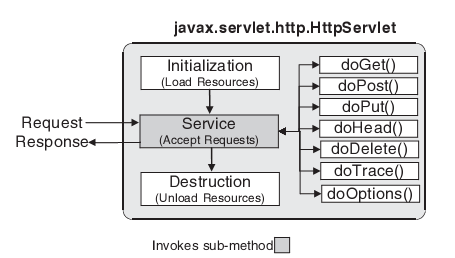 javax.servlet.http.HttpServlet
Initialization
(Load Resources)
Service
(Accept Requests)
Destruction
(Unload Resources)
Request
Response
doGet()
doPost()
doPut()
doHead()
doDelete()
doTrace()
doOptions()
Invokes sub-method